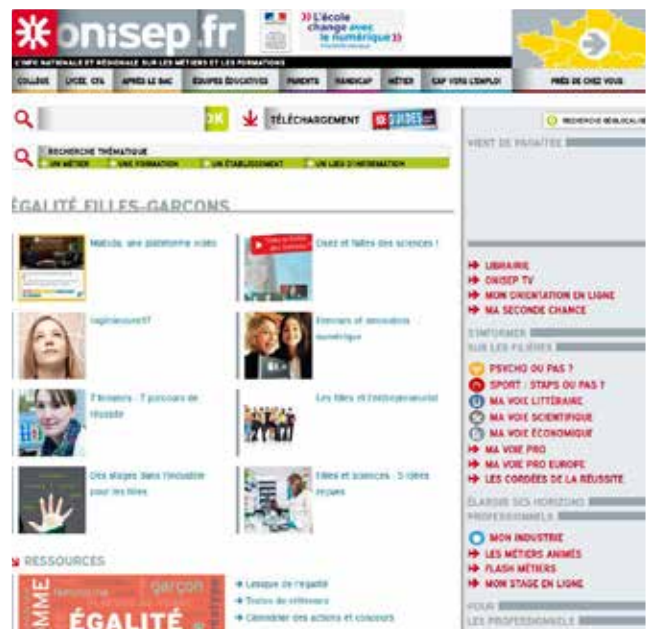 onisep.fr
L'école
change avec
le numérique
L'INFO NATIONALE ET RÉGIONALE SUR LES MÉTIERS ET LES FORMATIONS
COLLÈGE LYCÉE, CFA APRÈS LE BAC ÉQUIPES ÉDUCATIVES PARENTS HANDICAP MÉTIER CAP VERS L'EMPLOI PRÈS DE CHEZ VOUS
OK TÉLÉCHARGEMENT GUIDES
RECHERCHE GÉOLOCALIS
RECHERCHE THÉMATIQUE
UN MÉTIER UNE FORMATION UN ÉTABLISSEMENT UN LIEU D'INFORMATION
VIENT DE PARAÎTRE
ÉGALITÉ FILLES-GARÇONS
Matilda, une plateforme vidéo
Osez et faites des sciences !
Parcours et innovation
numérique
7 femmes : 7 parcours de
réussite
Les filles et l'entrepreneuriat
Des stages dans l'industrie
pour les filles
Filles et sciences : 5 idées
reçues
LIBRAIRIE
ONISEP TV
MON ORIENTATION EN LIGNE
MA SECONDE CHANCE
S'INFORMER
SUR LES FILIÈRES
PSYCHO OU PAS ?
SPORT : STAPS OU PAS ?
MA VOIE LITTÉRAIRE
MA VOIE SCIENTIFIQUE
MA VOIE ÉCONOMIQUE
MA VOIE PRO
MA VOIE PRO EUROPE
LES CORDÉES DE LA RÉUSSITE
ÉLARGIR SES HORIZONS
PROFESSIONNELS
MON INDUSTRIE
LES MÉTIERS ANIMÉS
FLASH MÉTIERS
MON STAGE EN LIGNE
POUR
LES PROFESSIONNELS
RESSOURCES
garçon
ÉGALITÉ
Lexique de l'égalité
Textes de référence
Calendrier des actions et concours